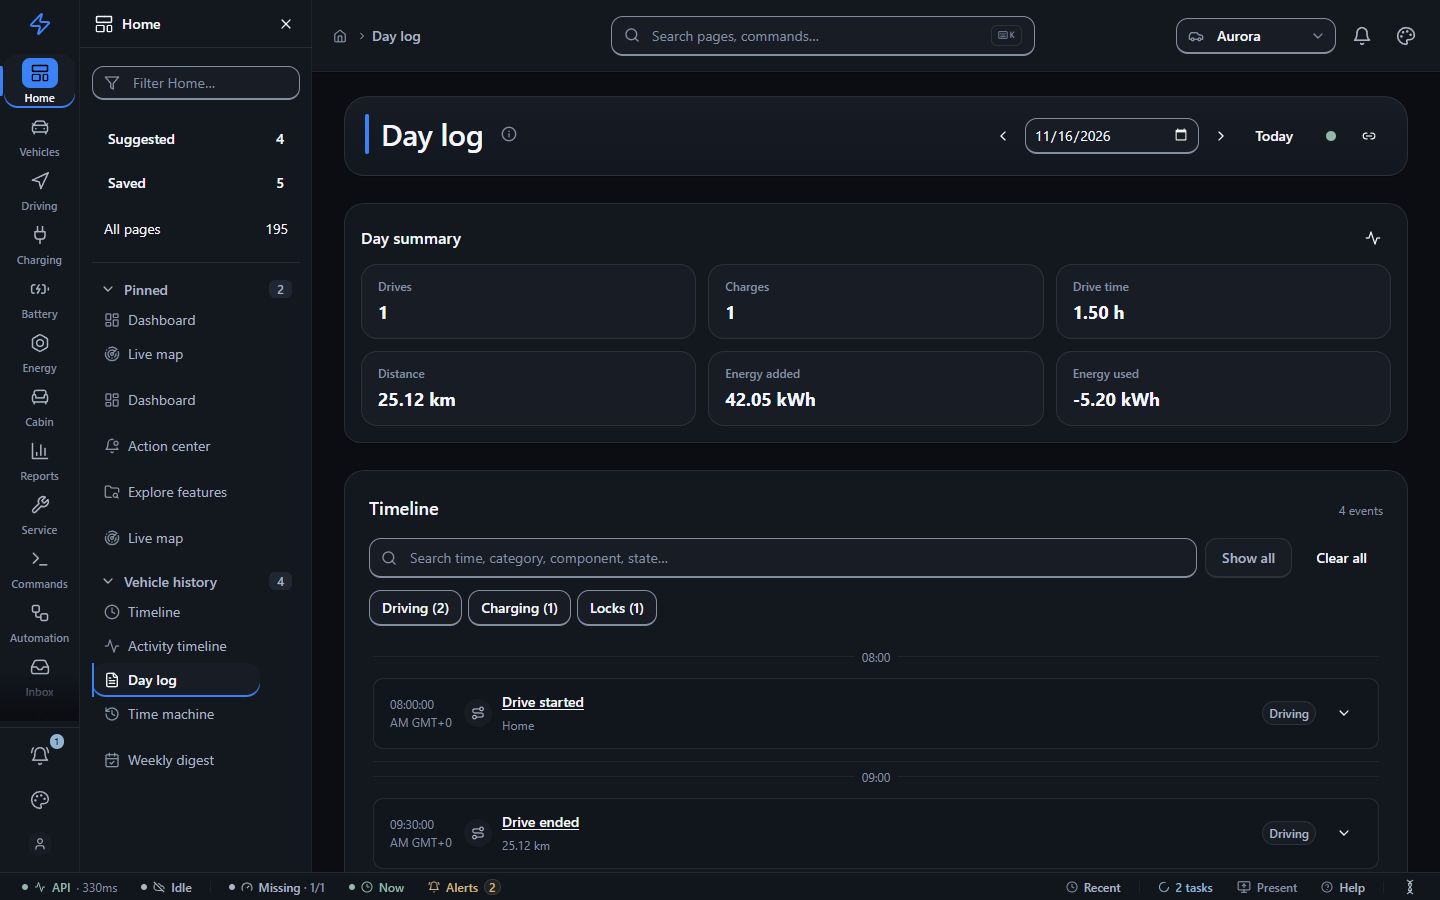 Home
Vehicles
Driving
Charging
Battery
Energy
Cabin
Reports
Service
Commands
Automation
Inbox
1
Home
Filter Home...
Suggested 4
Saved 5
All pages 195
Pinned 2
Dashboard
Live map
Dashboard
Action center
Explore features
Live map
Vehicle history 4
Timeline
Activity timeline
Day log
Time machine
Weekly digest
Day log
Search pages, commands...
K
Aurora
Day log
11/16/2026
Today
Day summary
Drives
1
Charges
1
Drive time
1.50 h
Distance
25.12 km
Energy added
42.05 kWh
Energy used
-5.20 kWh
Timeline
4 events
Search time, category, component, state...
Show all
Clear all
Driving (2)
Charging (1)
Locks (1)
08:00
08:00:00
AM GMT+0
Drive started
Home
Driving
09:00
09:30:00
AM GMT+0
Drive ended
25.12 km
Driving
API · 330ms
Idle
Missing · 1/1
Now
Alerts 2
Recent
2 tasks
Present
Help